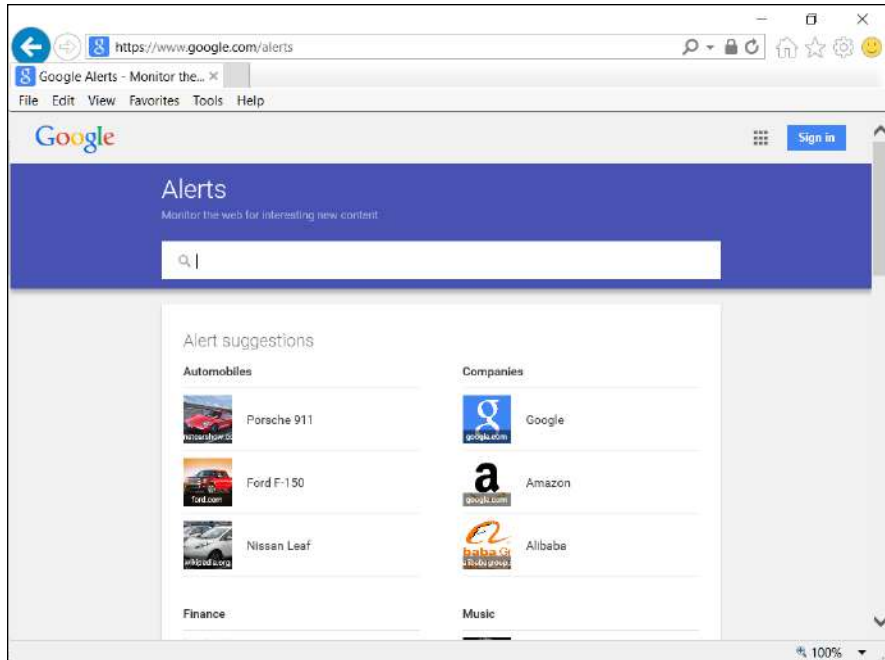 https://www.google.com/alerts
Google Alerts - Monitor the...
File Edit View Favorites Tools Help
Google
Sign in
Alerts
Monitor the web for interesting new content
Alert suggestions
Automobiles
Companies
Porsche 911
google.com
Google
ford.com
Ford F-150
google.com
Amazon
wikipedia.org
Nissan Leaf
Alibaba
Finance
Music
100%